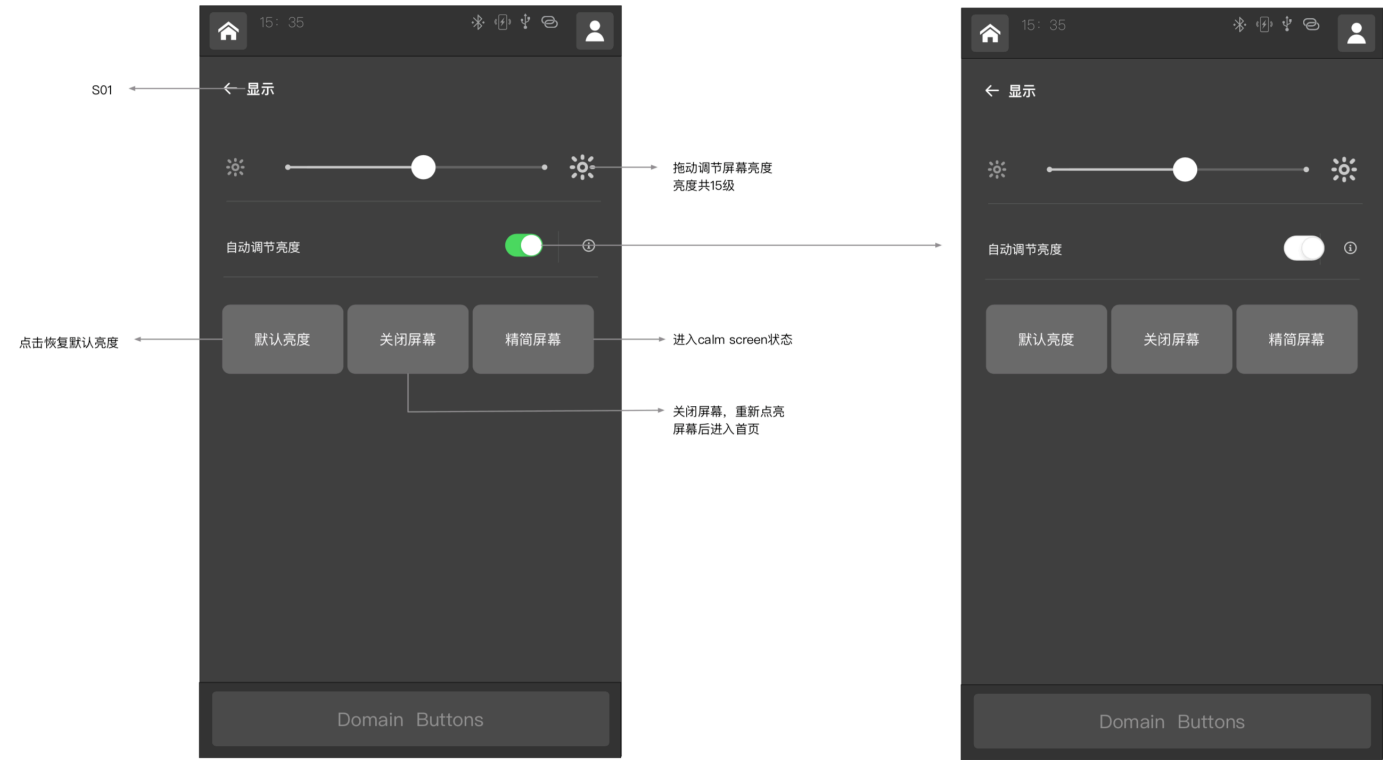 15: 35
S01
显示
拖动调节屏幕亮度
亮度共15级
自动调节亮度
点击恢复默认亮度
默认亮度
关闭屏幕
精简屏幕
进入calm screen状态
关闭屏幕，重新点亮
屏幕后进入首页
Domain Buttons
15: 35
显示
自动调节亮度
默认亮度
关闭屏幕
精简屏幕
Domain Buttons